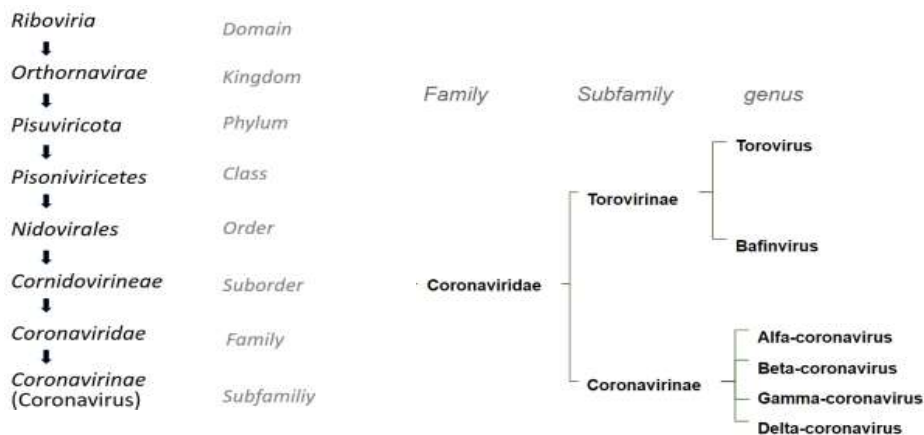 Riboviria Domain
Orthornavirae Kingdom
Pisuviricota Phylum
Pisoniviricetes Class
Nidovirales Order
Cornidovirineae Suborder
Coronaviridae Family
Coronavirinae
(Coronavirus) Subfamiliy
Family Subfamily genus
Coronaviridae
Torovirinae
Torovirus
Bafinvirus
Coronavirinae
Alfa-coronavirus
Beta-coronavirus
Gamma-coronavirus
Delta-coronavirus